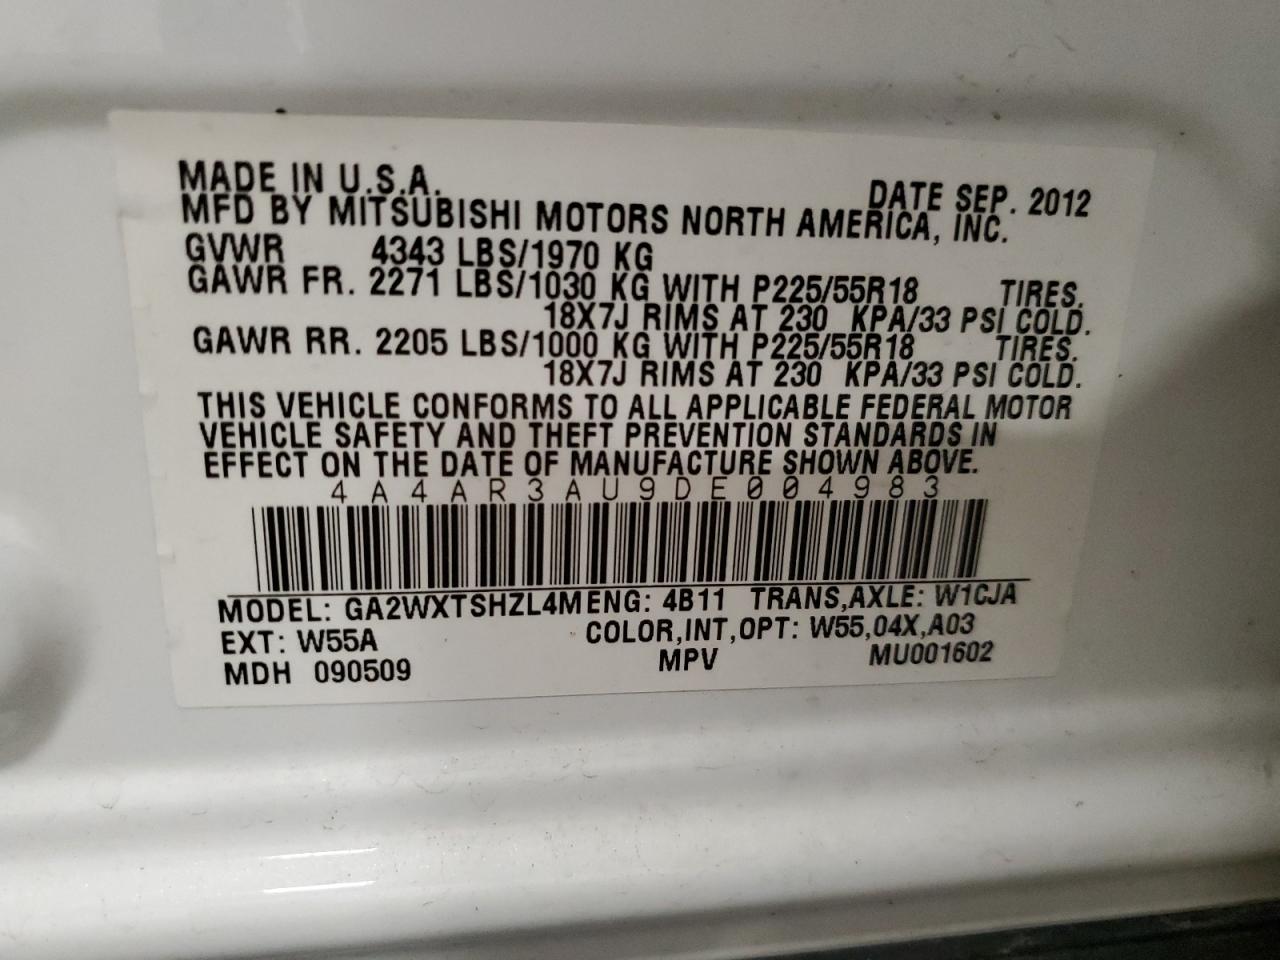 MADE IN U.S.A. DATE SEP. 2012
MFD BY MITSUBISHI MOTORS NORTH AMERICA, INC.
GVWR 4343 LBS/1970 KG
GAWR FR. 2271 LBS/1030 KG WITH P225/55R18 TIRES.
18X7J RIMS AT 230 KPA/33 PSI COLD.
GAWR RR. 2205 LBS/1000 KG WITH P225/55R18 TIRES.
18X7J RIMS AT 230 KPA/33 PSI COLD.
THIS VEHICLE CONFORMS TO ALL APPLICABLE FEDERAL MOTOR
VEHICLE SAFETY AND THEFT PREVENTION STANDARDS IN
EFFECT ON THE DATE OF MANUFACTURE SHOWN ABOVE.
4A4AR3AU9DE004983
MODEL: GA2WXTSHZL4M ENG: 4B11 TRANS,AXLE: W1CJA
EXT: W55A COLOR,INT,OPT: W55,04X,A03
MDH 090509 MPV MU001602